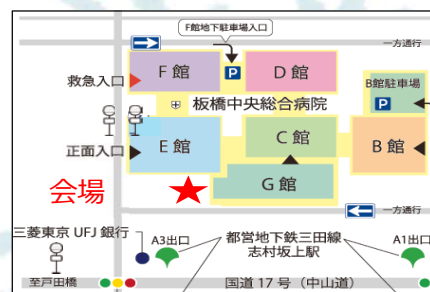 F館地下駐車場入口
一方通行
F 館
P
D 館
救急入口
B館駐車場
P
板橋中央総合病院
正面入口
E 館
C 館
B 館
会場
G 館
一方通行
三菱東京 UFJ 銀行
A3出口
都営地下鉄三田線
志村坂上駅
A1出口
至戸田橋
国道 17 号（中山道）